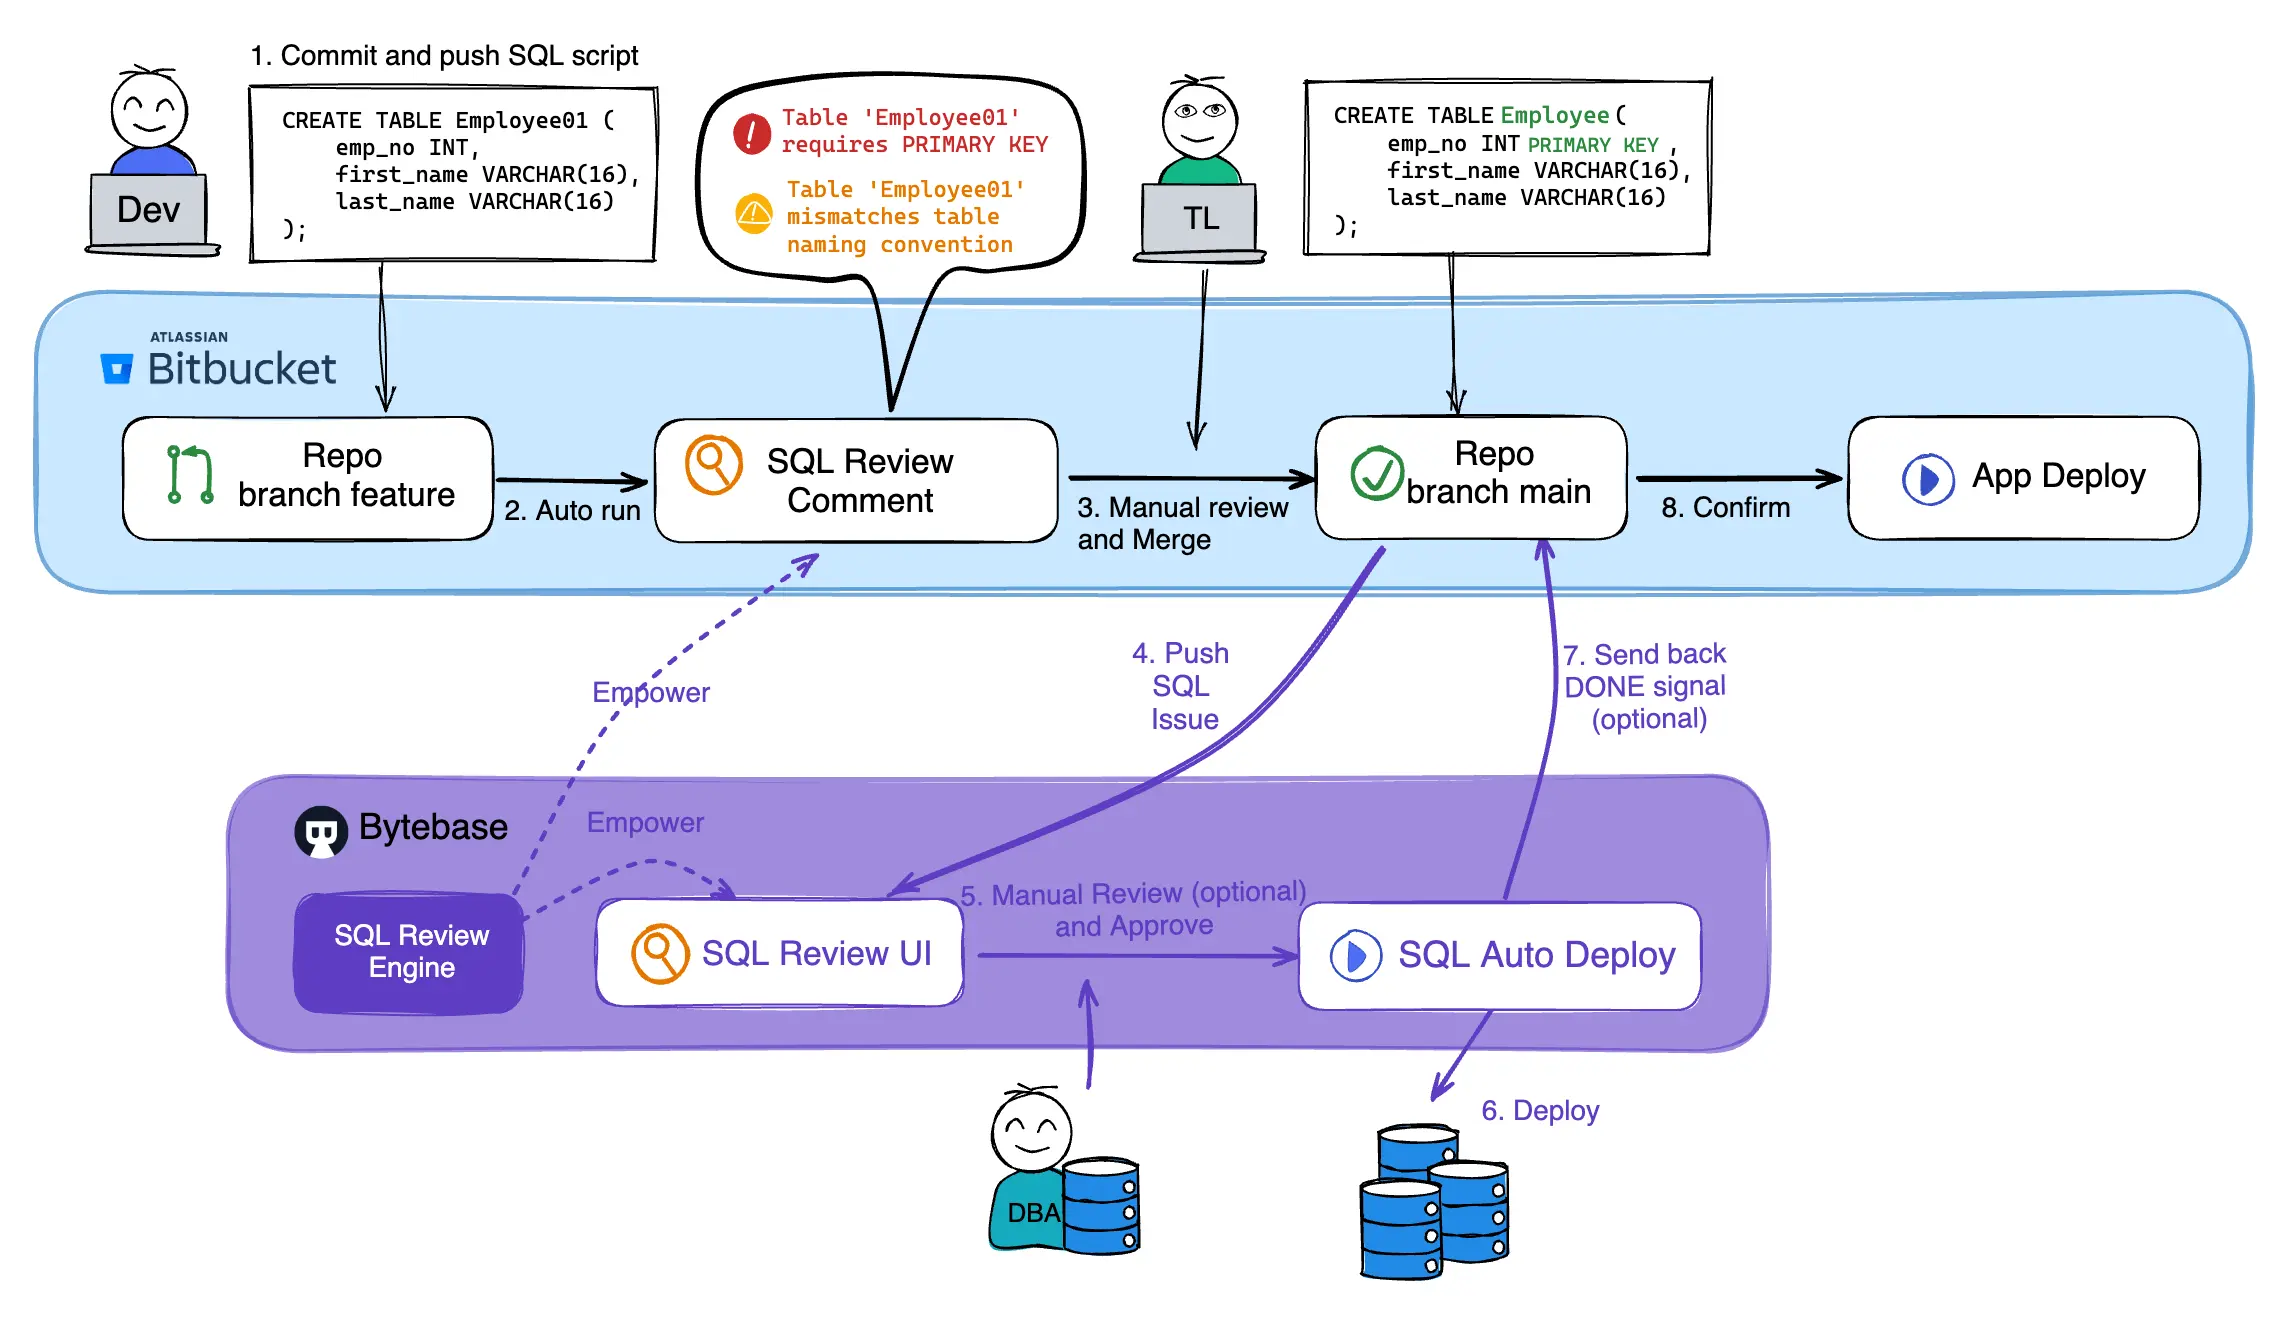 1. Commit and push SQL script
CREATE TABLE Employee01 (
emp_no INT,
first_name VARCHAR(16),
last_name VARCHAR(16)
);
Dev
Table 'Employee01'
requires PRIMARY KEY
Table 'Employee01'
mismatches table
naming convention
TL
CREATE TABLE Employee (
emp_no INT PRIMARY KEY ,
first_name VARCHAR(16),
last_name VARCHAR(16)
);
ATLASSIAN
Bitbucket
Repo
branch feature
2. Auto run
SQL Review
Comment
3. Manual review
and Merge
Repo
branch main
8. Confirm
App Deploy
Empower
4. Push
SQL
Issue
7. Send back
DONE signal
(optional)
Bytebase
Empower
SQL Review
Engine
SQL Review UI
5. Manual Review (optional)
and Approve
SQL Auto Deploy
6. Deploy
DBA